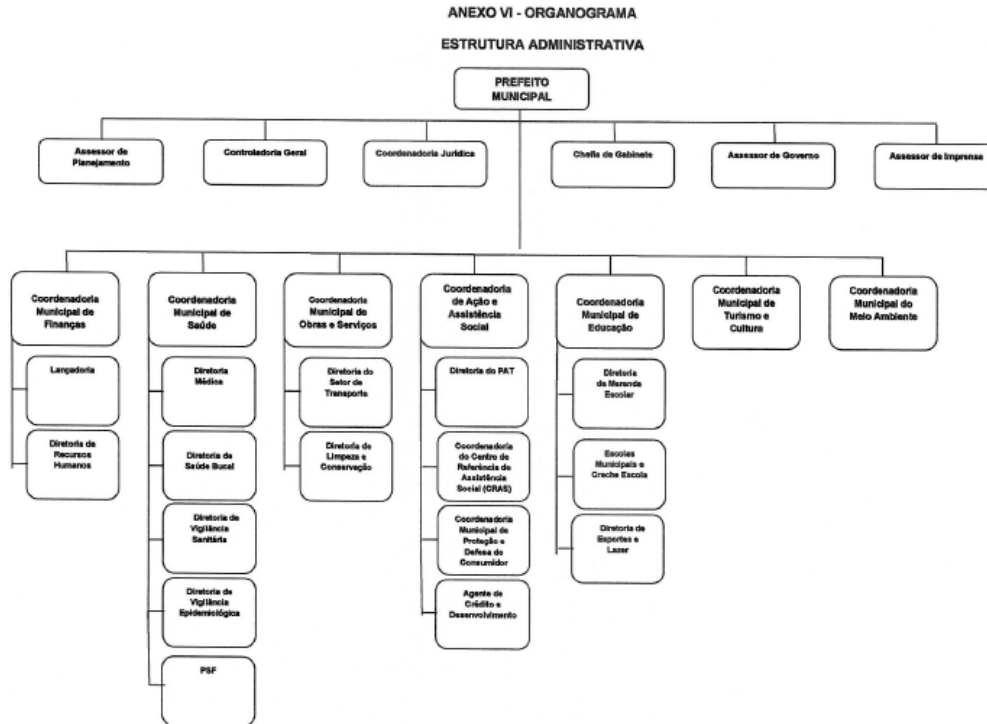 ANEXO VI - ORGANOGRAMA
ESTRUTURA ADMINISTRATIVA
PREFEITO
MUNICIPAL
Assessor de
Planejamento
Controladoria Geral
Coordenadoria Jurídica
Chefia de Gabinete
Assessor de Governo
Assessor de Imprensa
Coordenadoria
Municipal de
Finanças
Coordenadoria
Municipal de
Saúde
Coordenadoria
Municipal de
Obras e Serviços
Coordenadoria
de Ação e
Assistência
Social
Coordenadoria
Municipal de
Educação
Coordenadoria
Municipal de
Turismo e
Cultura
Coordenadoria
Municipal do
Meio Ambiente
Lançadoria
Diretoria de
Recursos
Humanos
Diretoria
Médica
Diretoria de
Saúde Bucal
Diretoria de
Vigilância
Sanitária
Diretoria de
Vigilância
Epidemiológica
PSF
Diretoria do
Setor de
Transporte
Diretoria de
Limpeza e
Conservação
Diretoria do PAT
Coordenadoria
do Centro de
Referência de
Assistência
Social (CRAS)
Coordenadoria
Municipal de
Proteção e
Defesa do
Consumidor
Agente de
Crédito e
Desenvolvimento
Diretoria
de Merenda
Escolar
Escolas
Municipais e
Creche Escola
Diretoria de
Esportes e
Lazer